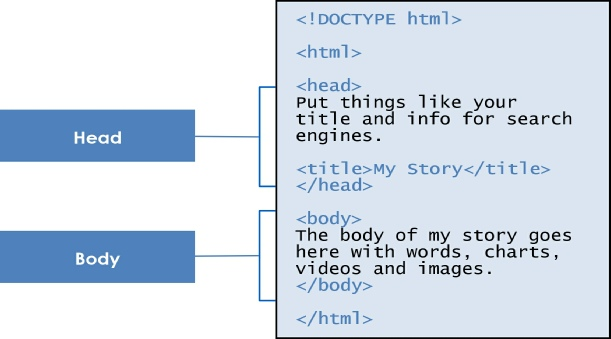 <!DOCTYPE html>
<html>
<head>
Put things like your
title and info for search
engines.
Head
<title>My Story</title>
</head>
<body>
The body of my story goes
here with words, charts,
videos and images.
Body
</body>
</html>